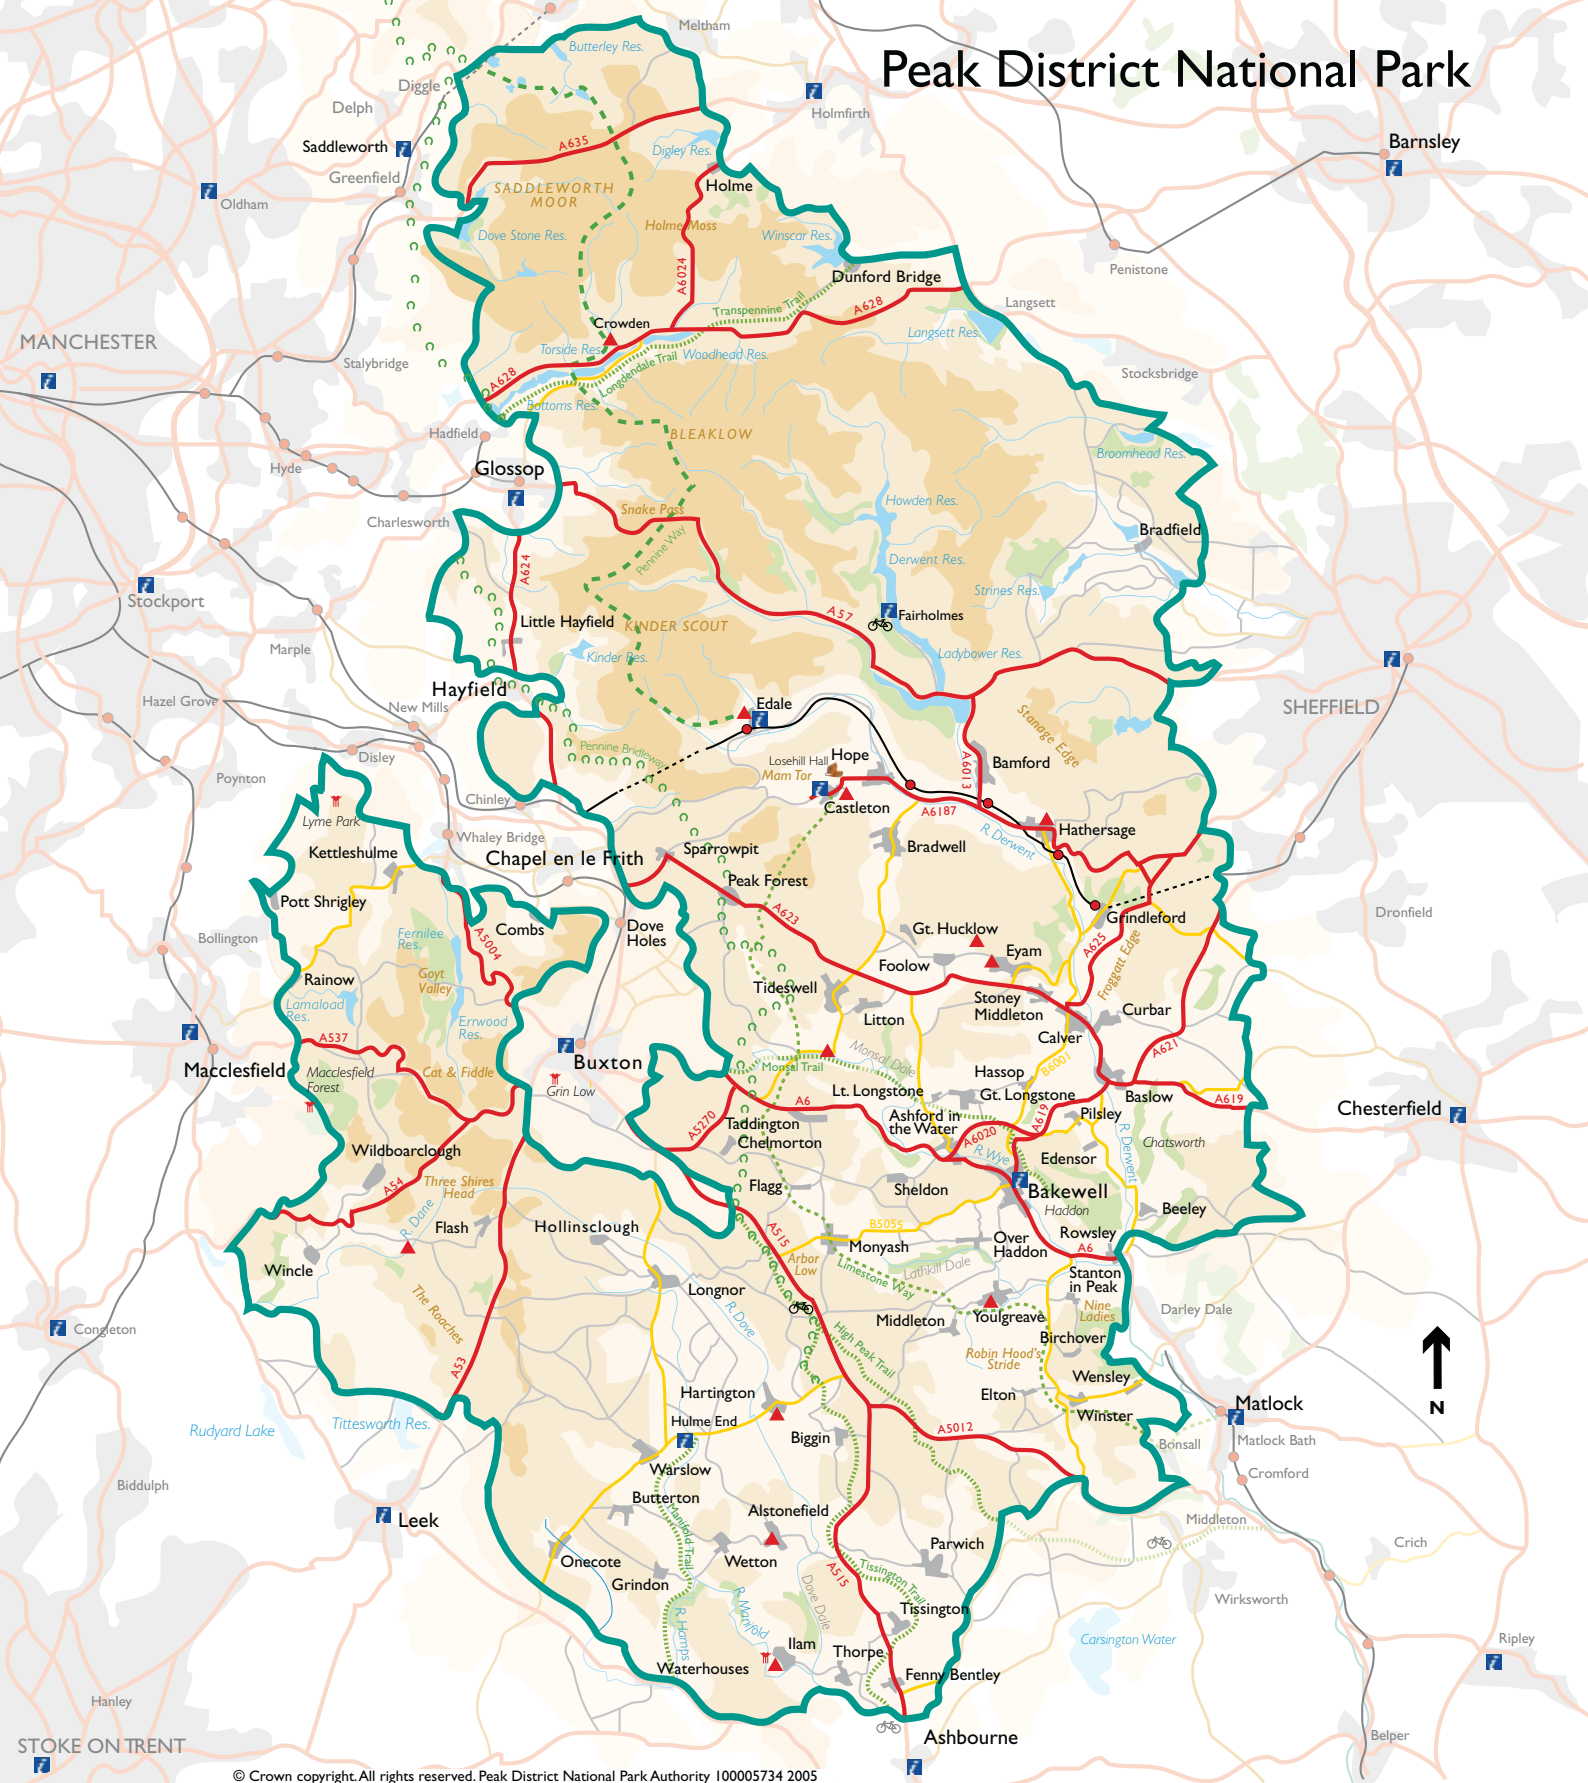 Peak District National Park
Meltham
Butterley Res.
Diggle
Delph
Holmfirth
Saddleworth
A635
Barnsley
Digley Res.
Greenfield
SADDLEWORTH
MOOR
Holme
Oldham
Holme Moss
Dove Stone Res.
Winscar Res.
A6024
Dunford Bridge
Penistone
Transpennine Trail
A628
Langsett
Crowden
Langsett Res.
MANCHESTER
Torside Res.
Woodhead Res.
Stalybridge
Longdendale Trail
A628
Stocksbridge
Bottoms Res.
Hadfield
BLEAKLOW
Broomhead Res.
Hyde
Glossop
Howden Res.
Snake Pass
Charlesworth
Bradfield
Pennine Way
A624
Derwent Res.
Strines Res.
Stockport
A57
Fairholmes
Little Hayfield
KINDER SCOUT
Marple
Kinder Res.
Ladybower Res.
Hayfield
Hazel Grove
New Mills
Edale
SHEFFIELD
Stanage Edge
Pennine Bridleway
Disley
Hope
Losehill Hall
Mam Tor
A6013
Bamford
Poynton
Chinley
Castleton
A6187
Lyme Park
R. Derwent
Hathersage
Whaley Bridge
Bradwell
Kettleshulme
Chapel en le Frith
Sparrowpit
Peak Forest
Pott Shrigley
A623
Grindleford
Dronfield
Combs
Dove
Holes
Gt. Hucklow
Fernilee
Res.
Bollington
A5004
Eyam
A625
Froggatt Edge
Foolow
Goyt
Valley
Rainow
Tideswell
Stoney
Middleton
Lamaload
Res.
Litton
Curbar
Errwood
Res.
A537
Calver
A621
Monsal Dale
Buxton
B6001
Macclesfield
Macclesfield
Forest
Cat & Fiddle
Monsal Trail
Hassop
Grin Low
Lt. Longstone
Gt. Longstone
Baslow
A619
A6
Chesterfield
Ashford in
the Water
A619
Pilsley
A5270
Taddington
A6020
Chelmorton
R. Derwent
Chatsworth
Wildboarclough
R. Wye
Edensor
A54
Three Shires
Head
Flagg
Sheldon
Bakewell
Haddon
Beeley
R. Dane
Flash
Hollinsclough
A515
B5055
Rowsley
Monyash
Over
Haddon
A6
Arbor
Low
Wincle
Lathkill Dale
Stanton
in Peak
Limestone Way
Longnor
The Roaches
Nine
Ladies
Darley Dale
R. Dove
Middleton
Youlgreave
Congleton
High Peak Trail
Birchover
Robin Hood's
Stride
A53
Wensley
Hartington
Elton
Matlock
N
Hulme End
Winster
Rudyard Lake
Tittesworth Res.
A5012
Biggin
Bonsall
Matlock Bath
Warslow
Cromford
Biddulph
Butterton
Alstonefield
Leek
Manifold Trail
Middleton
Parwich
Crich
Onecote
Wetton
Tissington Trail
A515
Grindon
Dove Dale
Wirksworth
R. Manifold
Tissington
R. Hamps
Carsington Water
Ripley
Ilam
Thorpe
Waterhouses
Fenny Bentley
Hanley
Ashbourne
Belper
STOKE ON TRENT
© Crown copyright. All rights reserved. Peak District National Park Authority 100005734 2005